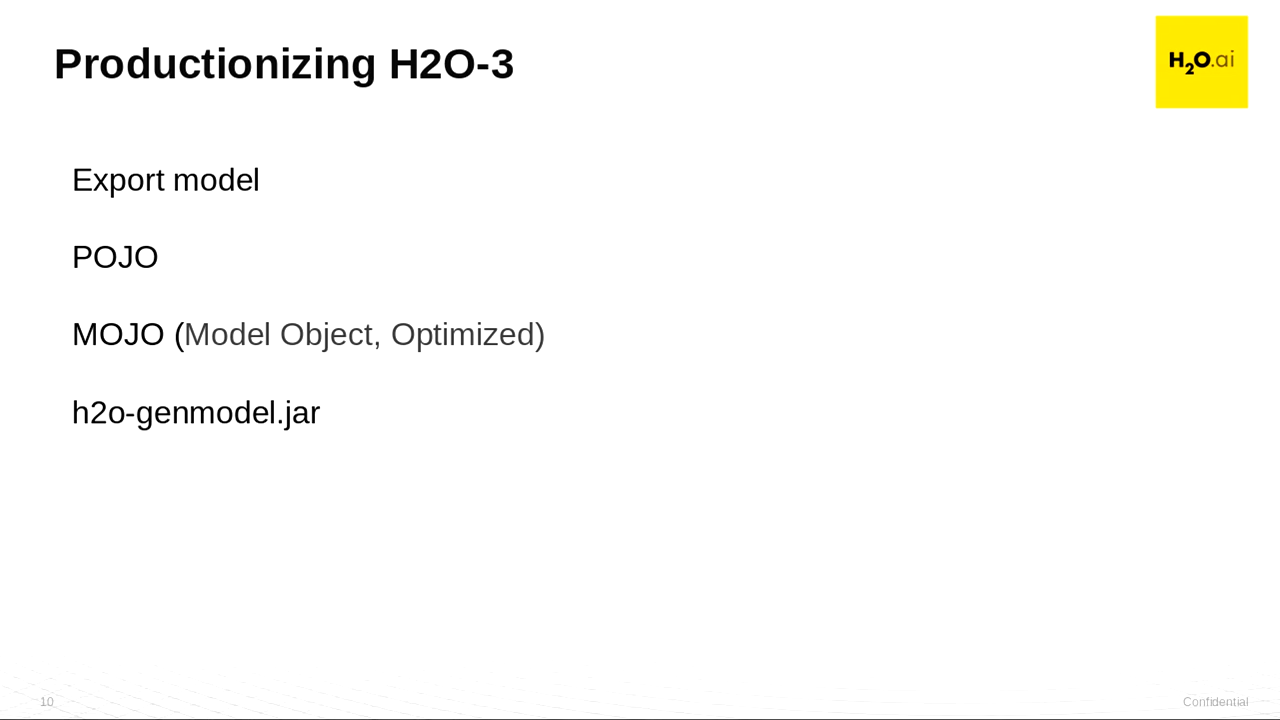 Productionizing H2O-3
H2O.ai
Export model
POJO
MOJO (Model Object, Optimized)
h2o-genmodel.jar
10
Confidential